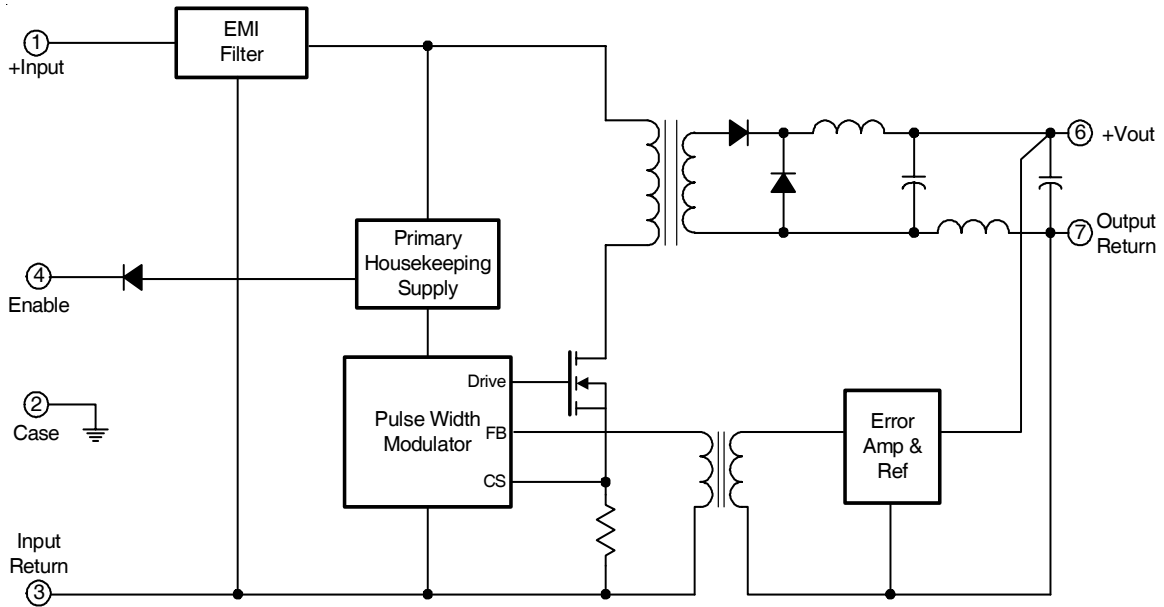 1
+Input
EMI
Filter
6
+Vout
7
Output
Return
Primary
Housekeeping
Supply
4
Enable
Drive
Pulse Width
Modulator
FB
CS
2
Case
Error
Amp &
Ref
Input
Return
3